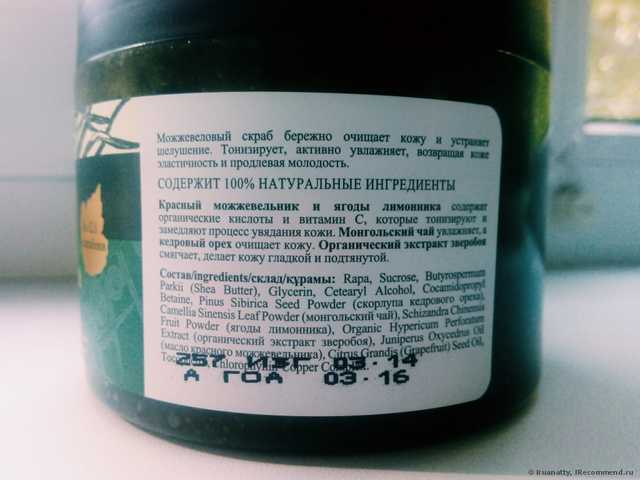 Можжевеловый скраб бережно очищает кожу и устраняет
шелушение. Тонизирует, активно увлажняет, возвращая коже
эластичность и продлевая молодость.
СОДЕРЖИТ 100% НАТУРАЛЬНЫЕ ИНГРЕДИЕНТЫ
Красный можжевельник и ягоды лимонника содержат
органические кислоты и витамин С, которые тонизируют и
замедляют процесс увядания кожи. Монгольский чай увлажняет, а
кедровый орех очищает кожу. Органический экстракт зверобоя
смягчает, делает кожу гладкой и подтянутой.
Состав/ingredients/склад/құрамы: Rapa, Sucrose, Butyrospermum
Parkii (Shea Butter), Glycerin, Cetearyl Alcohol, Cocamidopropyl
Betaine, Pinus Sibirica Seed Powder (скорлупа кедрового ореха),
Camellia Sinensis Leaf Powder (монгольский чай), Schizandra Chinensis
Fruit Powder (ягоды лимонника), Organic Hypericum Perforatum
Extract (органический экстракт зверобоя), Juniperus Oxycedrus Oil
(масло красного можжевельника), Citrus Grandis (Grapefruit) Seed Oil,
Chlorophyllin-Copper
357 ИЗГ 03.14
А ГОД 03.16
© iruanatty, IRecommend.ru